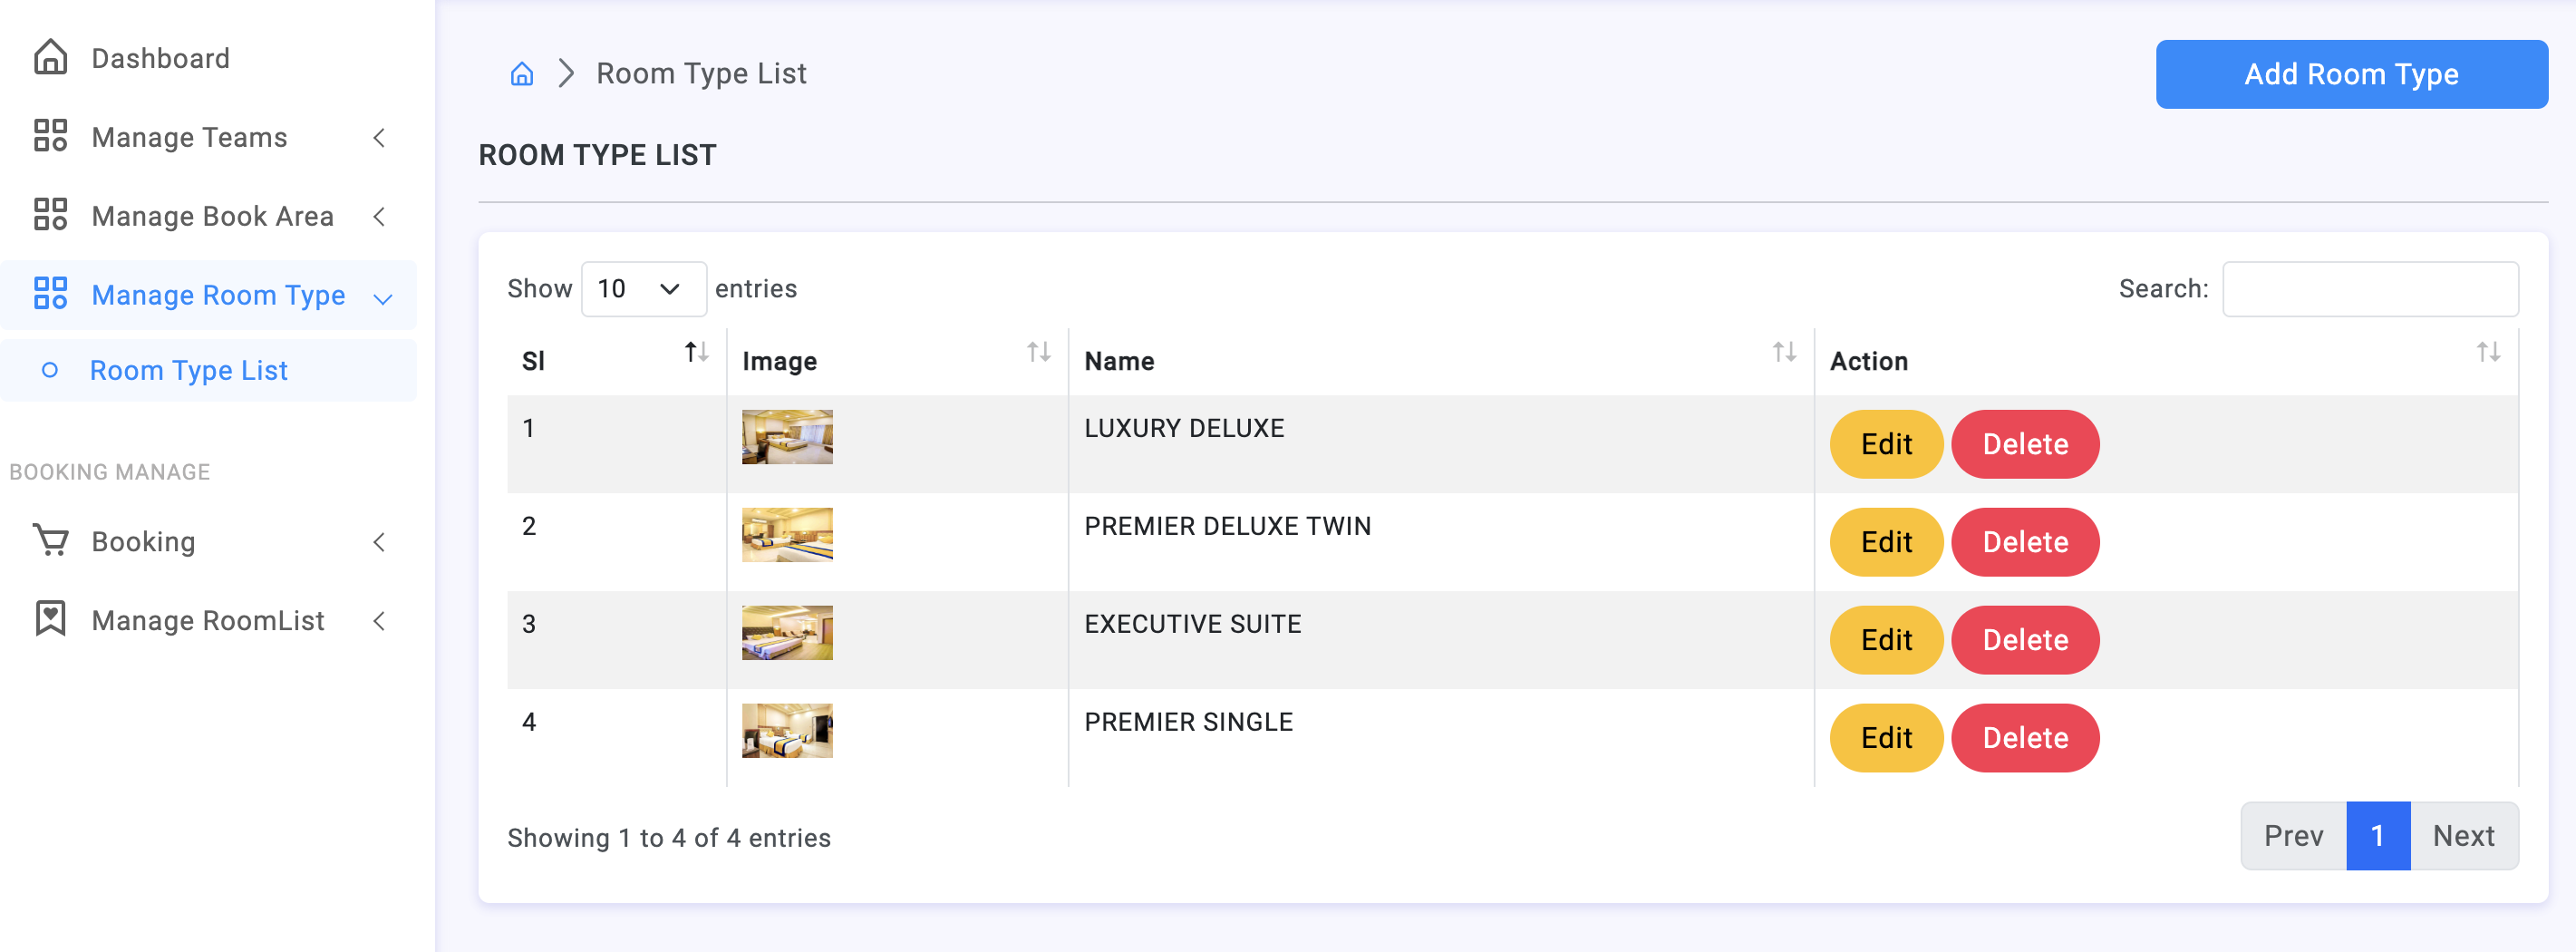 Dashboard
Manage Teams
Manage Book Area
Manage Room Type
Room Type List
BOOKING MANAGE
Booking
Manage RoomList
Room Type List
Add Room Type
ROOM TYPE LIST
Show 10 entries
Search:
Sl Image Name Action
1 LUXURY DELUXE Edit Delete
2 PREMIER DELUXE TWIN Edit Delete
3 EXECUTIVE SUITE Edit Delete
4 PREMIER SINGLE Edit Delete
Showing 1 to 4 of 4 entries
Prev 1 Next